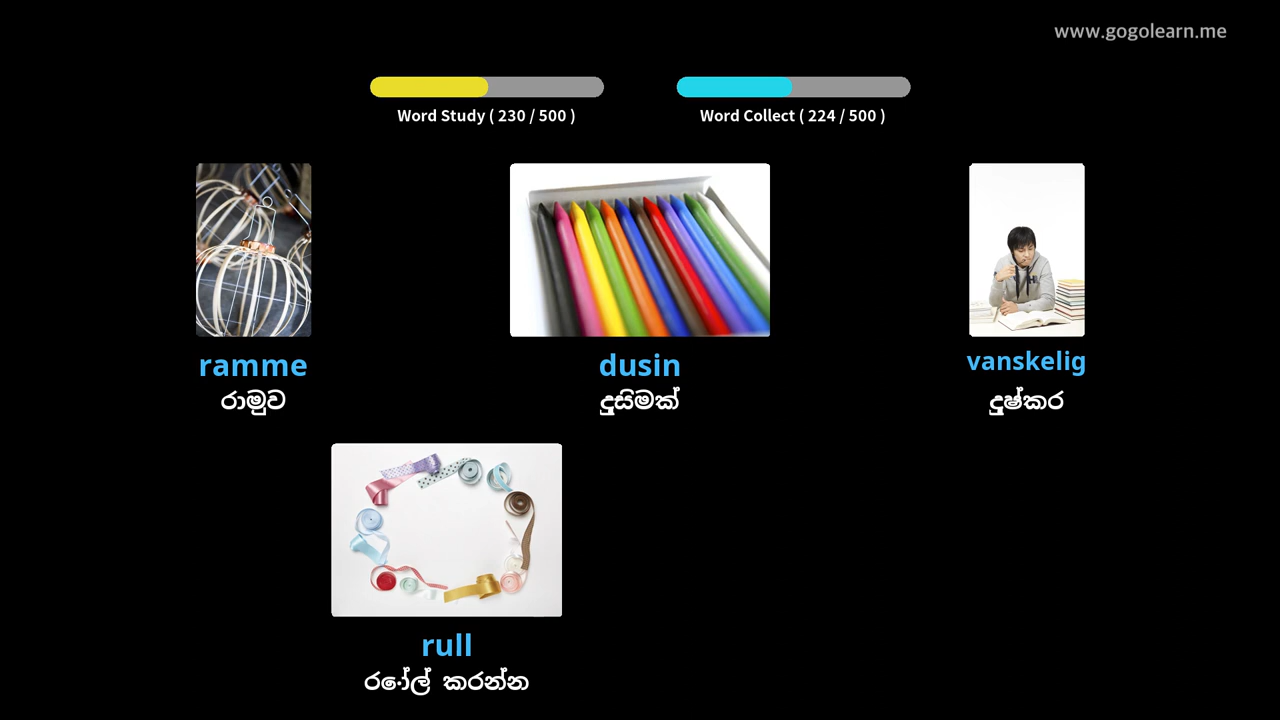 www.gogolearn.me
Word Study ( 230 / 500 )
Word Collect ( 224 / 500 )
ramme
රාමුව
dusin
දුසිමක්
vanskelig
දුෂ්කර
rull
රෝල් කරන්න